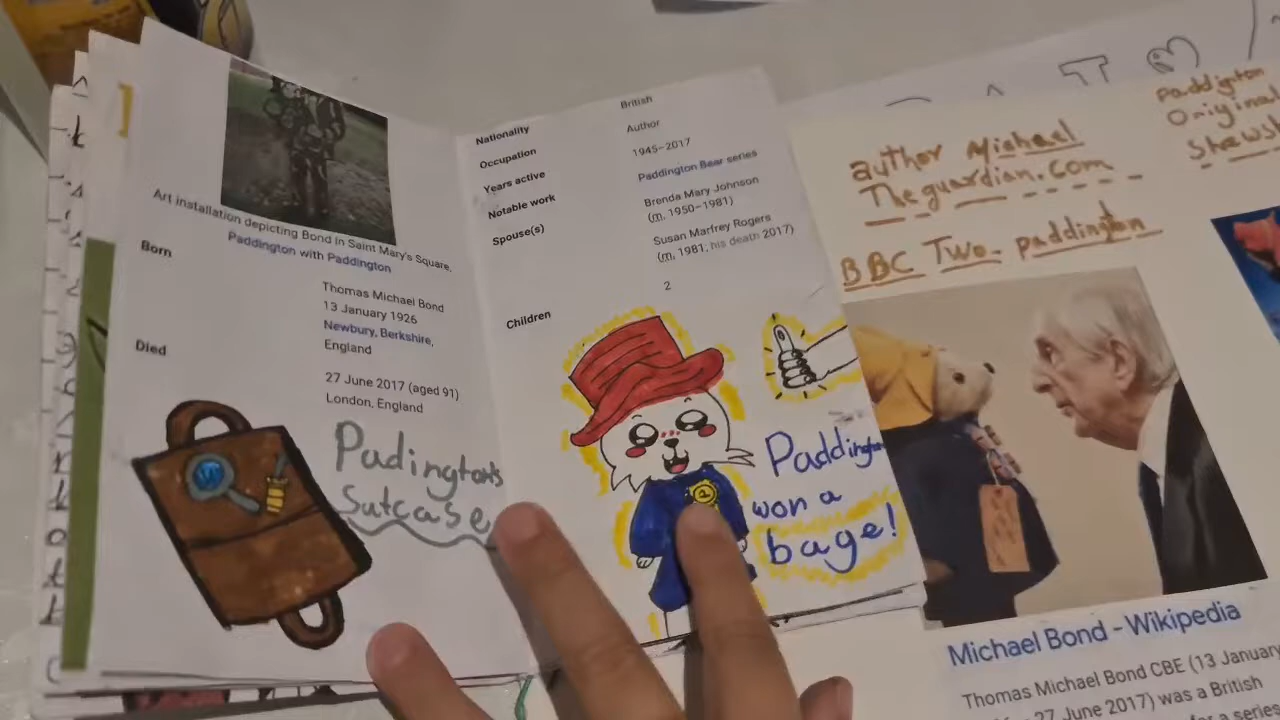 Art installation depicting Bond in Saint Mary's Square,
Paddington with Paddington
Born
Thomas Michael Bond
13 January 1926
Newbury, Berkshire,
England
Died
27 June 2017 (aged 91)
London, England
Padington's
Sutcase
Nationality British
Occupation Author
Years active 1945–2017
Notable work Paddington Bear series
Spouse(s) Brenda Mary Johnson
(m. 1950–1981)
Susan Marfrey Rogers
(m. 1981; his death 2017)
Children 2
2
Paddington
won a
bage!
author Michael
Theguardian.com
BBC Two- paddington
paddington
Original
Michael Bond - Wikipedia
Thomas Michael Bond CBE (13 January
27 June 2017) was a British
a series